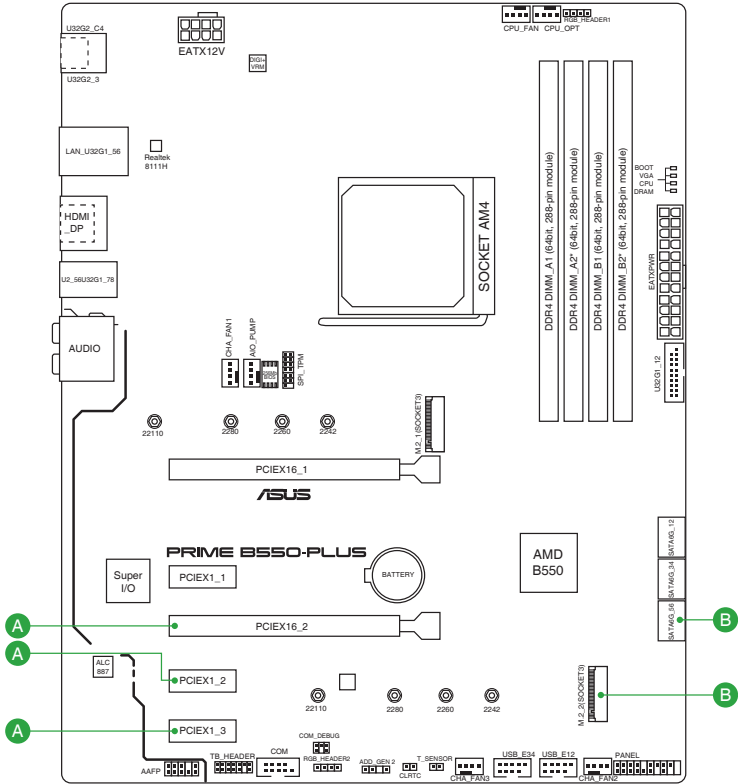 U32G2_C4
U32G2_3
EATX12V
DIGI+
VRM
CPU_FAN
CPU_OPT
RGB_HEADER1
LAN_U32G1_56
Realtek
8111H
HDMI
_DP
U2_56U32G1_78
AUDIO
SOCKET AM4
DDR4 DIMM_A1 (64bit, 288-pin module)
DDR4 DIMM_A2* (64bit, 288-pin module)
DDR4 DIMM_B1 (64bit, 288-pin module)
DDR4 DIMM_B2* (64bit, 288-pin module)
BOOT
VGA
CPU
DRAM
EATXPWR
U32G1_12
CHA_FAN1
AIO_PUMP
SPI_TPM
M.2_1(SOCKET3)
22110
2280
2260
2242
PCIEX16_1
ASUS
PRIME B550-PLUS
Super
I/O
PCIEX1_1
BATTERY
AMD
B550
SATA6G_12
SATA6G_34
SATA6G_56
A
PCIEX16_2
B
A
ALC
887
PCIEX1_2
22110
2280
2260
2242
M.2_2(SOCKET3)
B
A
PCIEX1_3
AAFP
TB_HEADER
COM
COM_DEBUG
RGB_HEADER2
ADD_GEN 2
CLRTC
T_SENSOR
CHA_FAN3
USB_E34
USB_E12
CHA_FAN2
PANEL